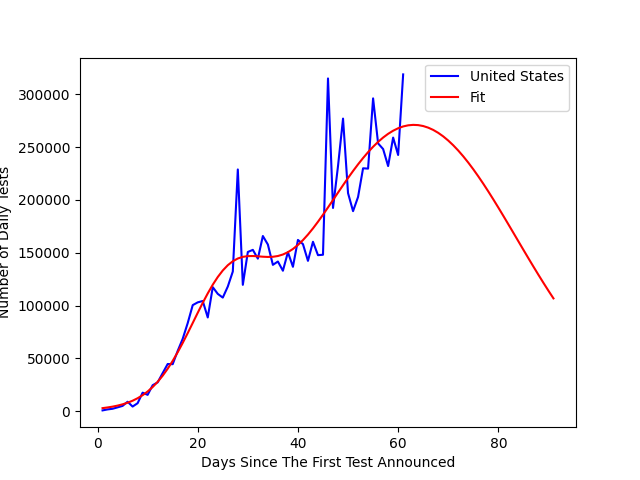 United States
Fit
300000
250000
200000
150000
100000
50000
0
Number of Daily Tests
0 20 40 60 80
Days Since The First Test Announced